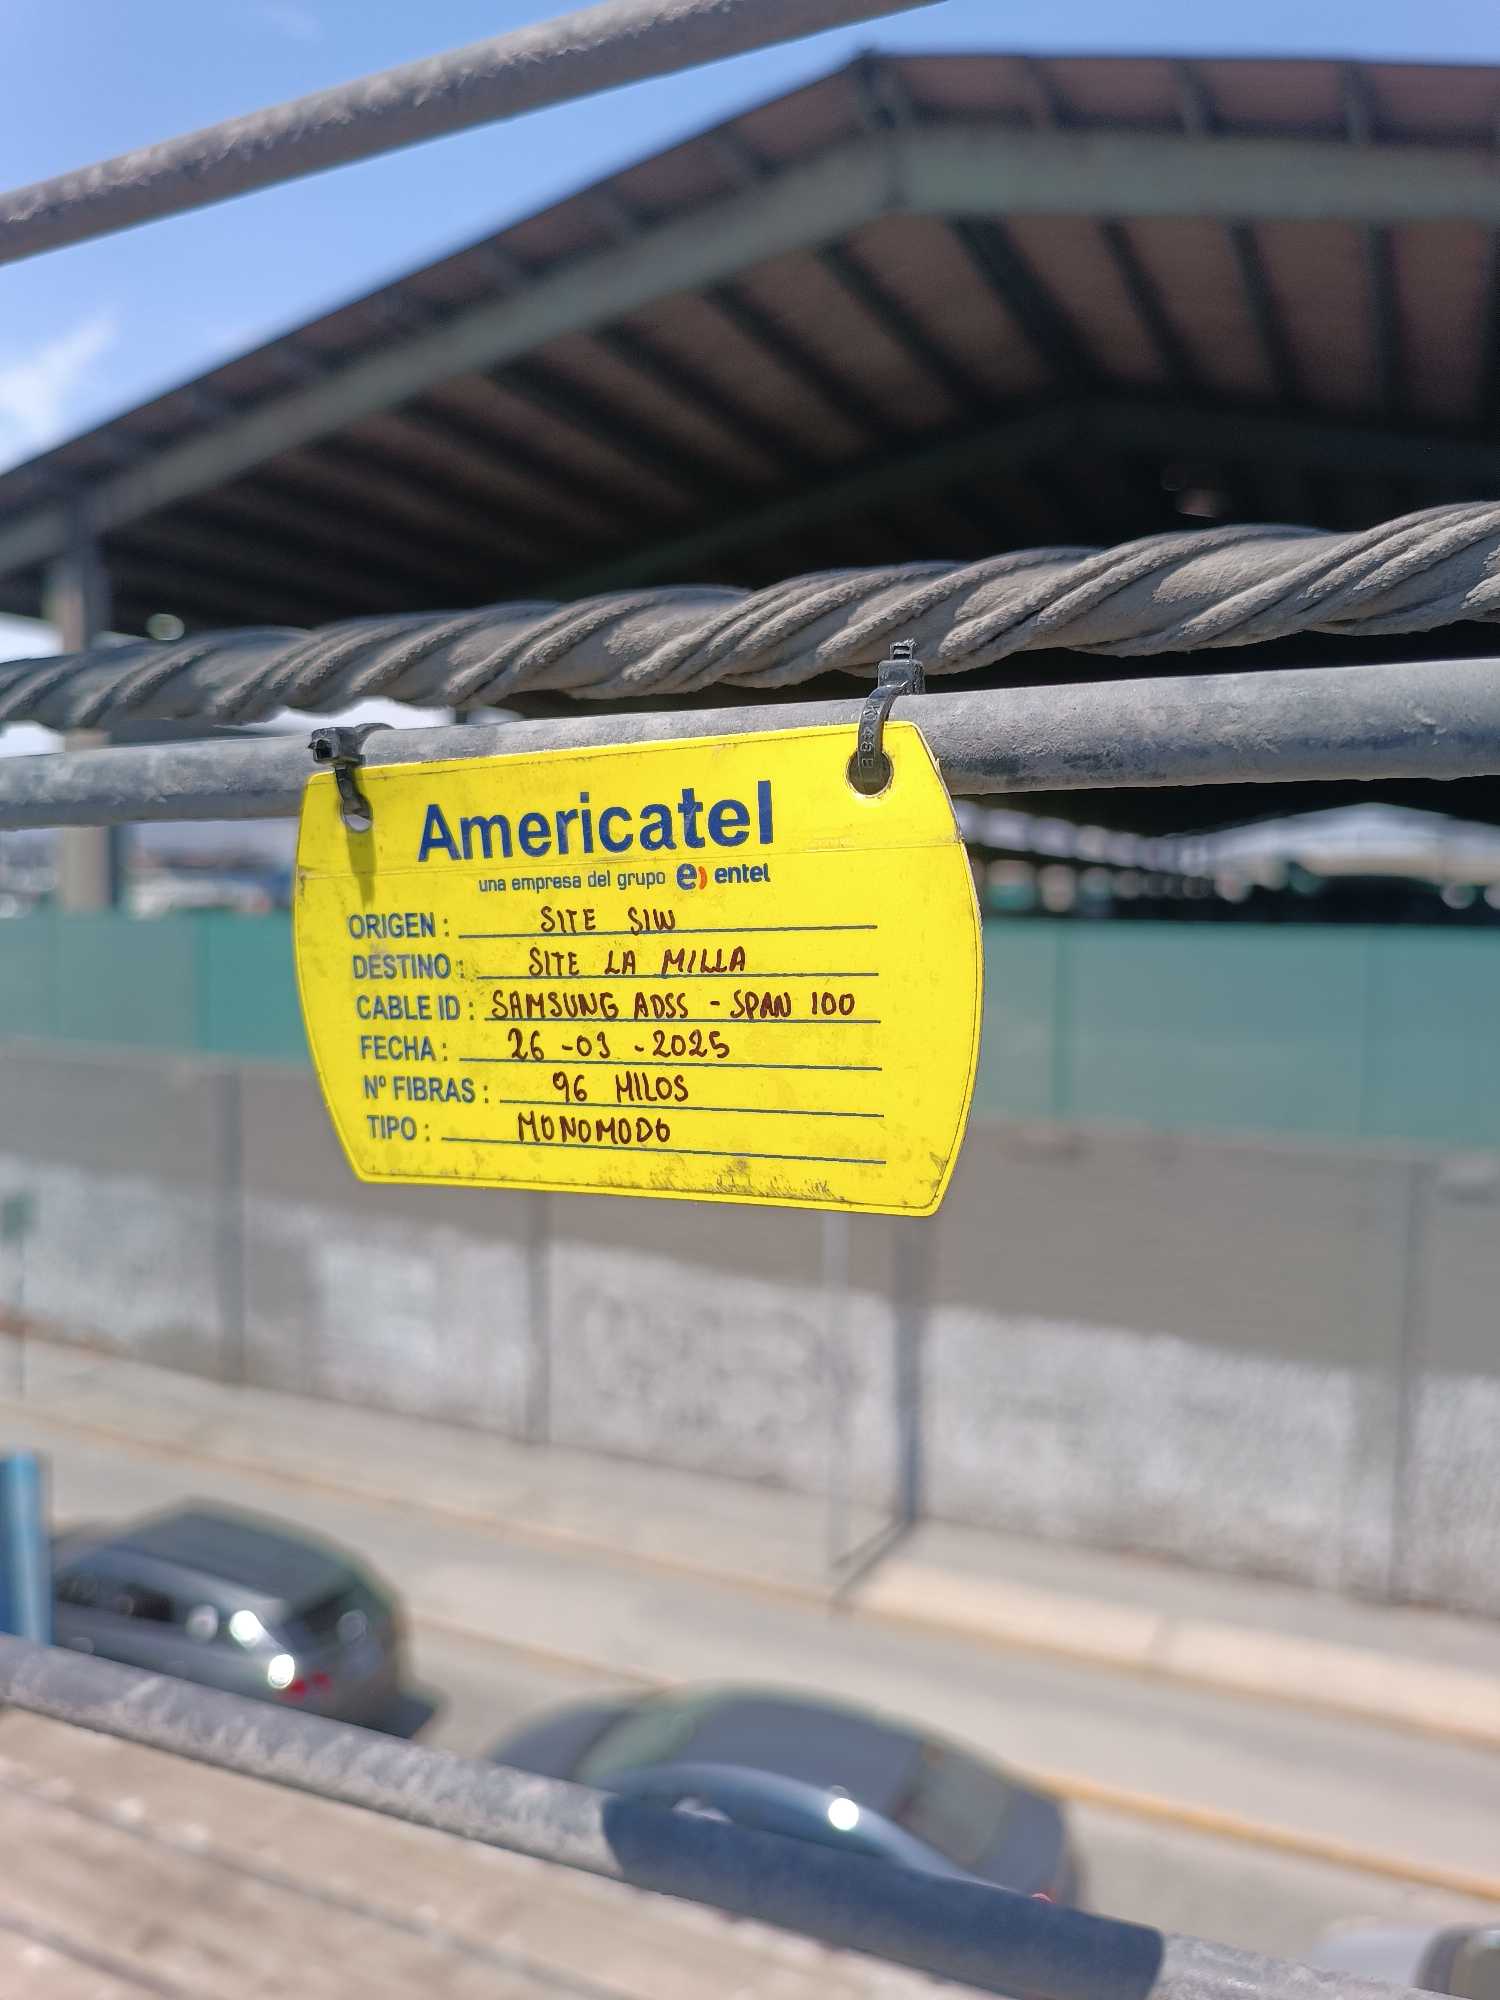 Americatel
una empresa del grupo e) entel
ORIGEN : SITE SIW
DESTINO : SITE LA MILLA
CABLE ID : SAMSUNG ADSS - SPAN 100
FECHA : 26 -03 -2025
Nº FIBRAS : 96 HILOS
TIPO : MONOMODO